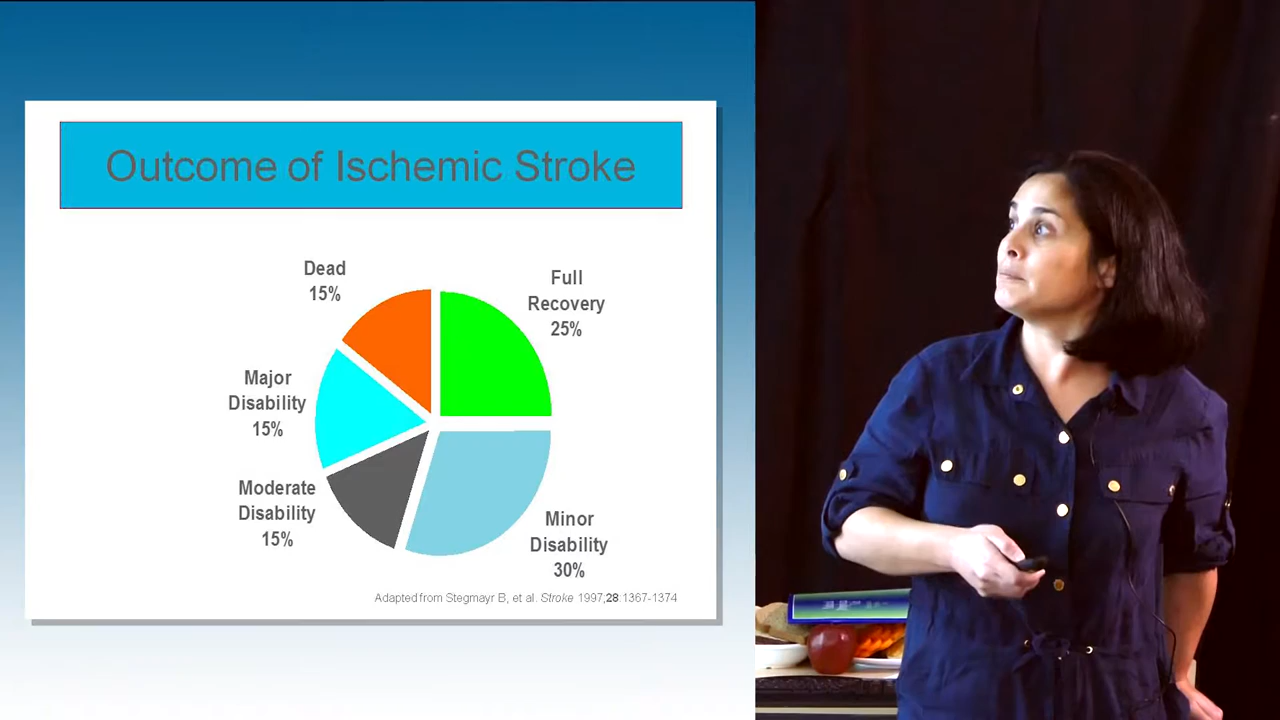 Outcome of Ischemic Stroke
Dead
15%
Full
Recovery
25%
Major
Disability
15%
Moderate
Disability
15%
Minor
Disability
30%
Adapted from Stegmayr B, et al. Stroke 1997;28:1367-1374